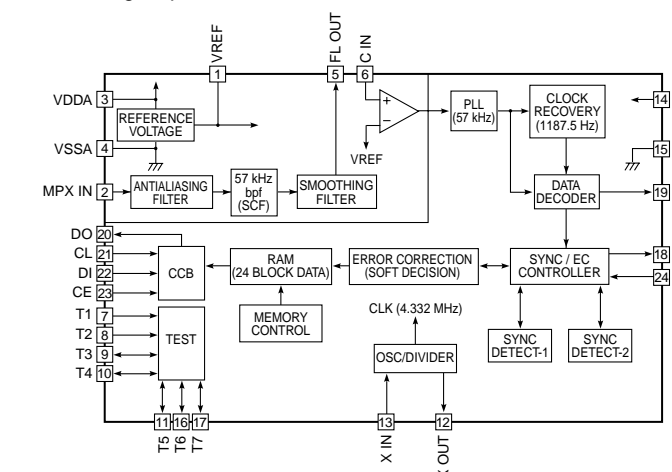 VREF
FL OUT
C IN
1
5
6
VDDA 3
REFERENCE
VOLTAGE
VSSA 4
+
−
VREF
PLL
(57 kHz)
CLOCK
RECOVERY
(1187.5 Hz)
14
15
MPX IN 2
ANTIALIASING
FILTER
57 kHz
bpf
(SCF)
SMOOTHING
FILTER
DATA
DECODER
19
DO 20
CL 21
DI 22
CE 23
CCB
RAM
(24 BLOCK DATA)
ERROR CORRECTION
(SOFT DECISION)
SYNC / EC
CONTROLLER
18
24
T1 7
T2 8
T3 9
T4 10
TEST
MEMORY
CONTROL
CLK (4.332 MHz)
OSC/DIVIDER
SYNC
DETECT-1
SYNC
DETECT-2
11 16 17
13
12
T5
T6
T7
X IN
OUT